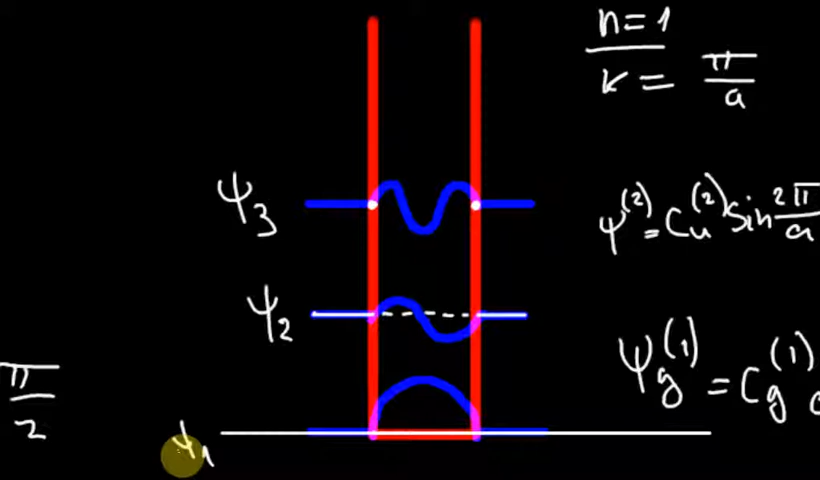 n=1
k = π/a
ψ₃
ψ⁽²⁾ = Cᵤ⁽²⁾ Sin 2π/a
ψ₂
ψg⁽¹⁾ = Cg⁽¹⁾
π/2
ψ₁